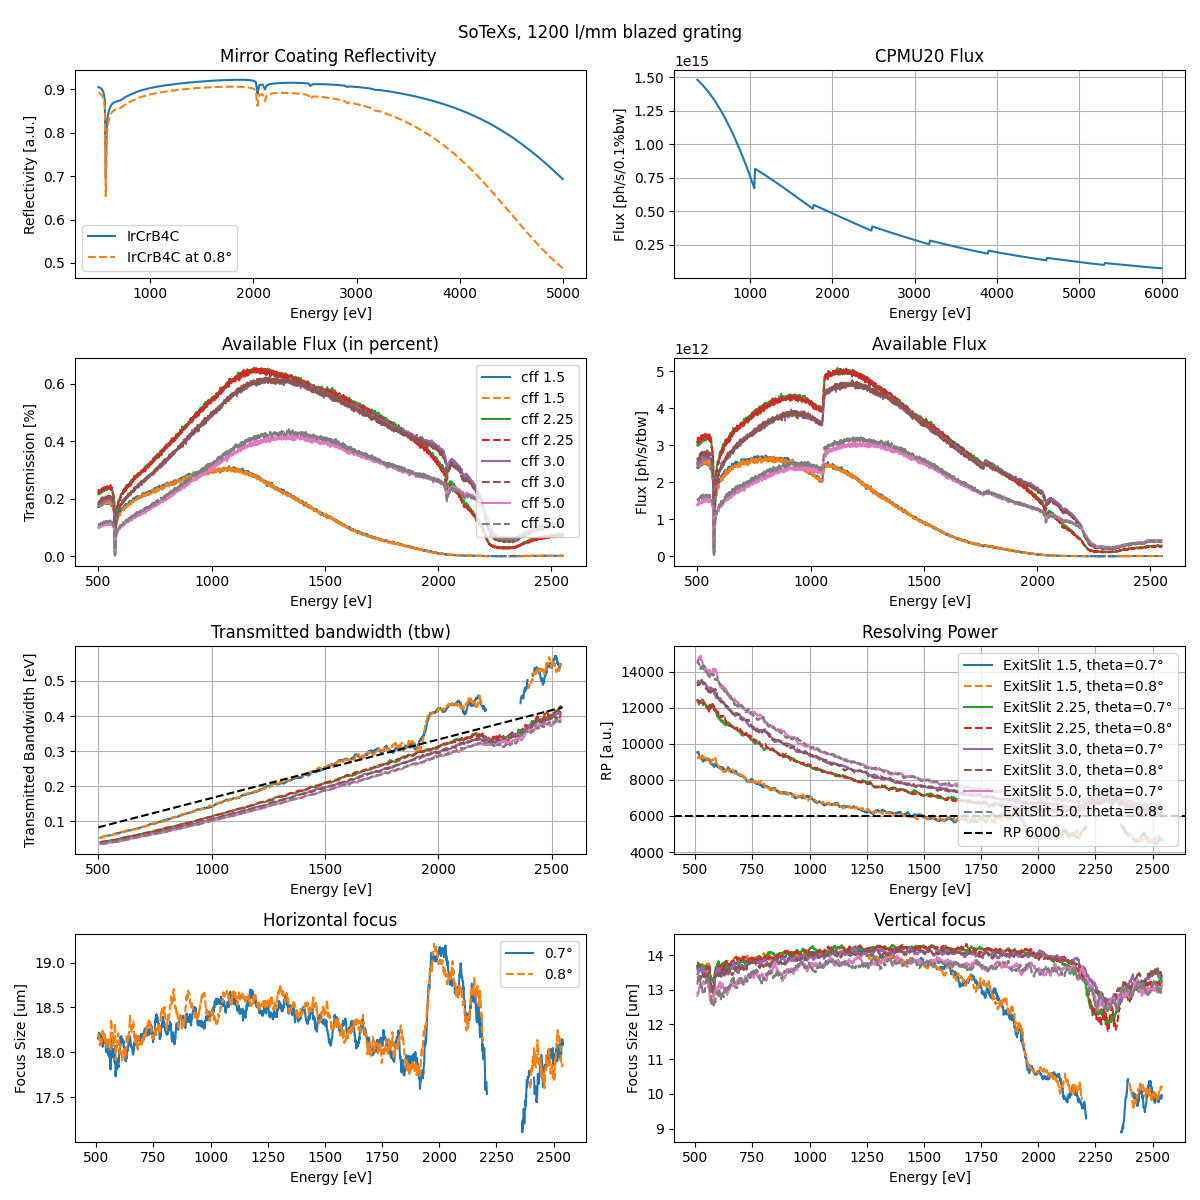 SoTeXs, 1200 l/mm blazed grating
Mirror Coating Reflectivity
Reflectivity [a.u.]
0.9
0.8
0.7
0.6
0.5
IrCrB4C
IrCrB4C at 0.8°
1000 2000 3000 4000 5000
Energy [eV]
CPMU20 Flux
1e15
Flux [ph/s/0.1%bw]
1.50
1.25
1.00
0.75
0.50
0.25
1000 2000 3000 4000 5000 6000
Energy [eV]
Available Flux (in percent)
Transmission [%]
0.6
0.4
0.2
0.0
cff 1.5
cff 1.5
cff 2.25
cff 2.25
cff 3.0
cff 3.0
cff 5.0
cff 5.0
500 1000 1500 2000 2500
Energy [eV]
Available Flux
1e12
Flux [ph/s/tbw]
5
4
3
2
1
0
500 1000 1500 2000 2500
Energy [eV]
Transmitted bandwidth (tbw)
Transmitted Bandwidth [eV]
0.5
0.4
0.3
0.2
0.1
500 1000 1500 2000 2500
Energy [eV]
Resolving Power
RP [a.u.]
14000
12000
10000
8000
6000
4000
ExitSlit 1.5, theta=0.7°
ExitSlit 1.5, theta=0.8°
ExitSlit 2.25, theta=0.7°
ExitSlit 2.25, theta=0.8°
ExitSlit 3.0, theta=0.7°
ExitSlit 3.0, theta=0.8°
ExitSlit 5.0, theta=0.7°
ExitSlit 5.0, theta=0.8°
RP 6000
500 750 1000 1250 1500 1750 2000 2250 2500
Energy [eV]
Horizontal focus
Focus Size [um]
19.0
18.5
18.0
17.5
0.7°
0.8°
500 750 1000 1250 1500 1750 2000 2250 2500
Energy [eV]
Vertical focus
Focus Size [um]
14
13
12
11
10
9
500 750 1000 1250 1500 1750 2000 2250 2500
Energy [eV]